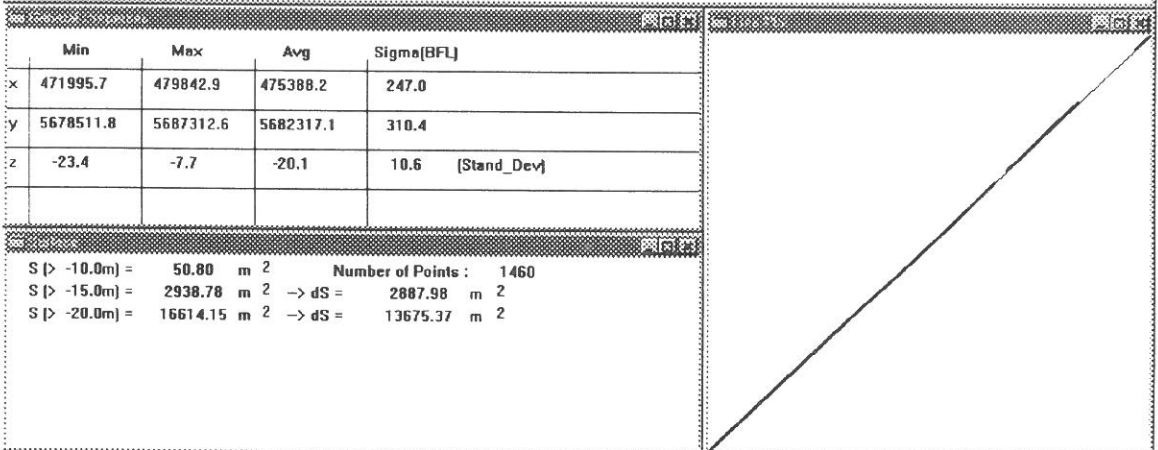 Min Max Avg Sigma(BFL)
x 471995.7 479842.9 475388.2 247.0
y 5678511.8 5687312.6 5682317.1 310.4
z -23.4 -7.7 -20.1 10.6 (Stand_Dev)
S (> -10.0m) = 50.80 m 2 Number of Points : 1460
S (> -15.0m) = 2938.78 m 2 -> dS = 2887.98 m 2
S (> -20.0m) = 16614.15 m 2 -> dS = 13675.37 m 2